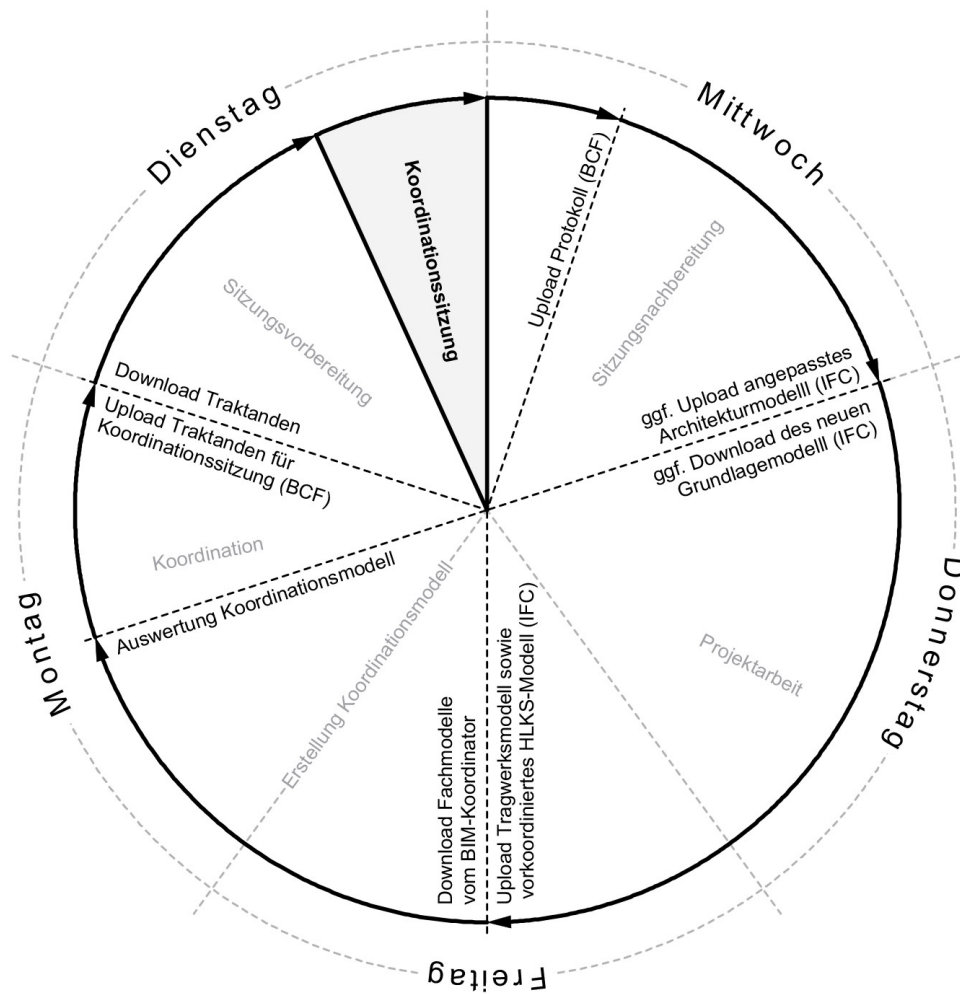 Dienstag
Mittwoch
Koordinationssitzung
Upload Protokoll (BCF)
Sitzungsnachbereitung
Sitzungsvorbereitung
ggf. Upload angepasstes
Architekturmodell (IFC)
ggf. Download des neuen
Grundlagemodelll (IFC)
Download Traktanden
Upload Traktanden für
Koordinationssitzung (BCF)
Koordination
Auswertung Koordinationsmodell
Montag
Donnerstag
Projektarbeit
Erstellung Koordinationsmodell
Download Fachmodelle
vom BIM-Koordinator
Upload Tragwerksmodell sowie
vorkoordiniertes HLKS-Modell (IFC)
Freitag